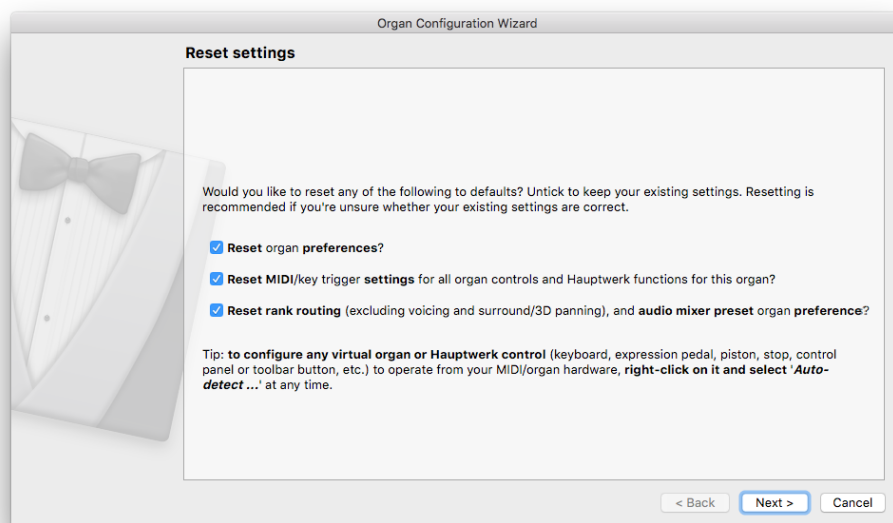 Organ Configuration Wizard
Reset settings
Would you like to reset any of the following to defaults? Untick to keep your existing settings. Resetting is
recommended if you're unsure whether your existing settings are correct.
Reset organ preferences?
Reset MIDI/key trigger settings for all organ controls and Hauptwerk functions for this organ?
Reset rank routing (excluding voicing and surround/3D panning), and audio mixer preset organ preference?
Tip: to configure any virtual organ or Hauptwerk control (keyboard, expression pedal, piston, stop, control
panel or toolbar button, etc.) to operate from your MIDI/organ hardware, right-click on it and select 'Auto-
detect ...' at any time.
< Back Next > Cancel